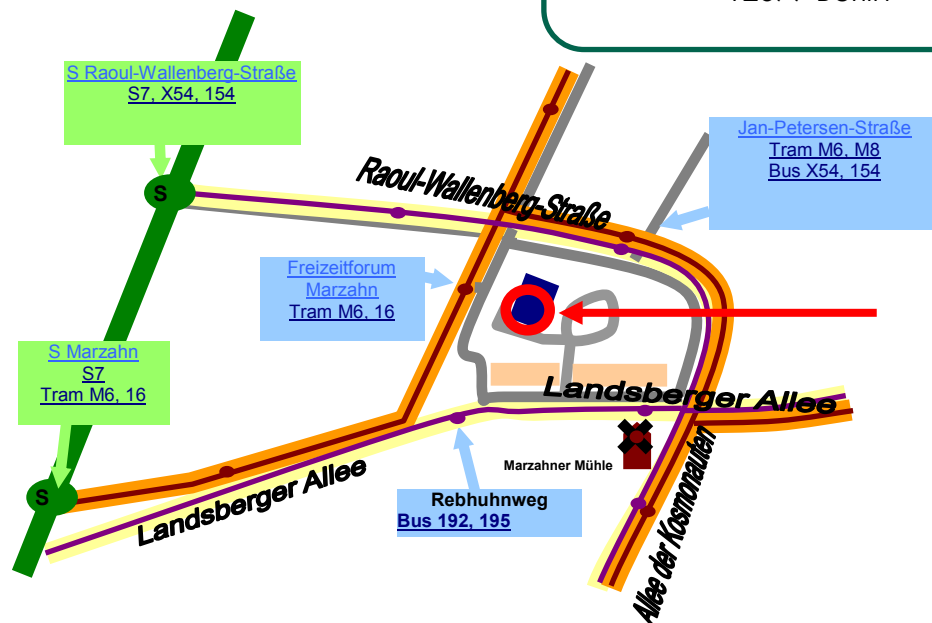 S Raoul-Wallenberg-Straße
S7, X54, 154
Jan-Petersen-Straße
Tram M6, M8
Bus X54, 154
Raoul-Wallenberg-Straße
S
Freizeitforum
Marzahn
Tram M6, 16
S Marzahn
S7
Tram M6, 16
Landsberger Allee
Marzahner Mühle
S
Landsberger Allee
Rebhuhnweg
Bus 192, 195
Allee der Kosmonauten